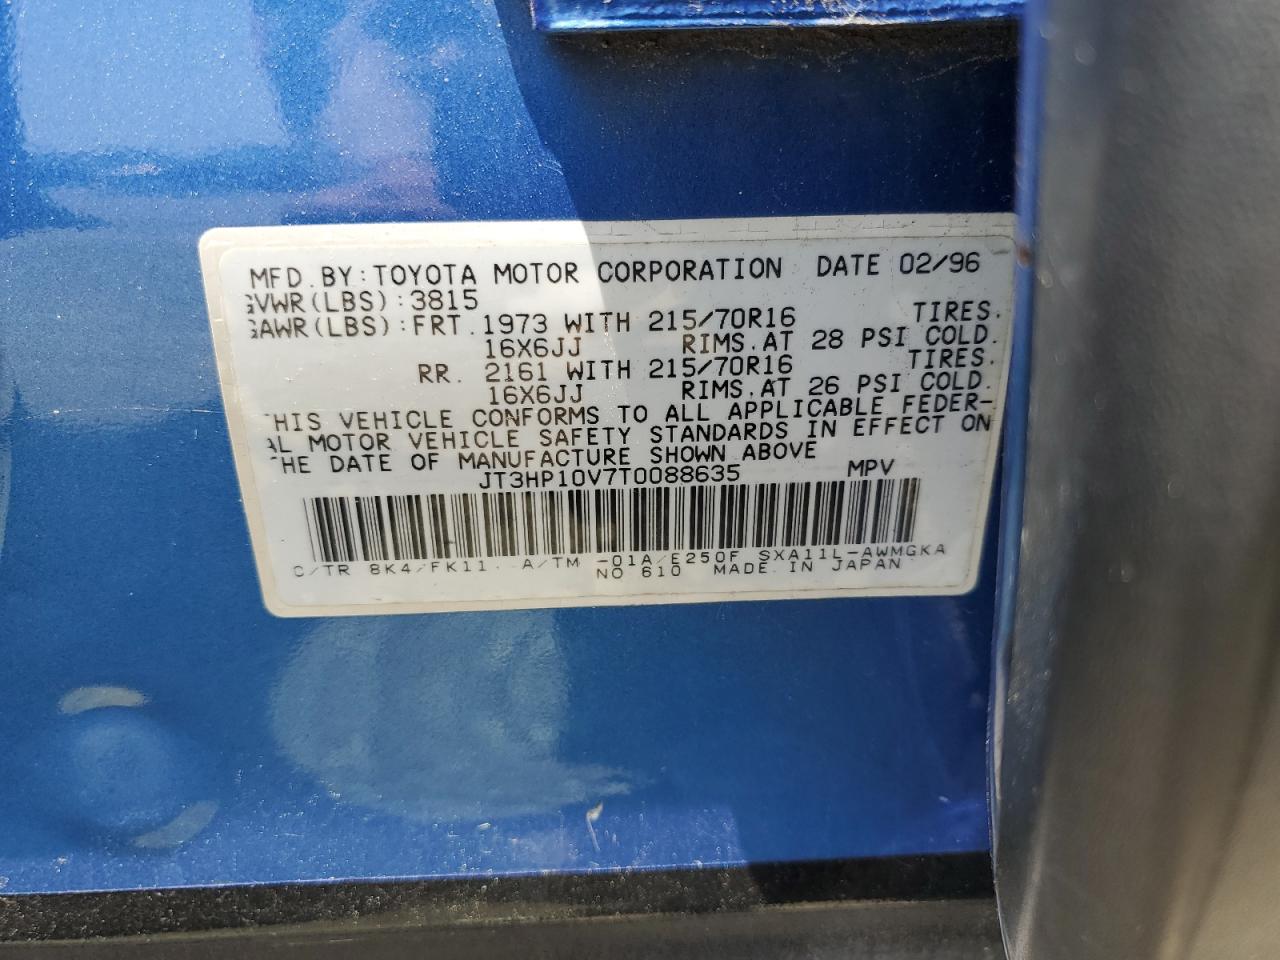 MFD. BY: TOYOTA MOTOR CORPORATION DATE 02/96
GVWR(LBS): 3815
GAWR(LBS): FRT. 1973 WITH 215/70R16 TIRES.
16X6JJ RIMS. AT 28 PSI COLD.
RR. 2161 WITH 215/70R16 TIRES.
16X6JJ RIMS. AT 26 PSI COLD.
THIS VEHICLE CONFORMS TO ALL APPLICABLE FEDER-
AL MOTOR VEHICLE SAFETY STANDARDS IN EFFECT ON
THE DATE OF MANUFACTURE SHOWN ABOVE
JT3HP10V7T0088635 MPV
C/TR 8K4/FK11 A/TM -01A/E250F SXA11L-AWMGKA
NO 610 MADE IN JAPAN